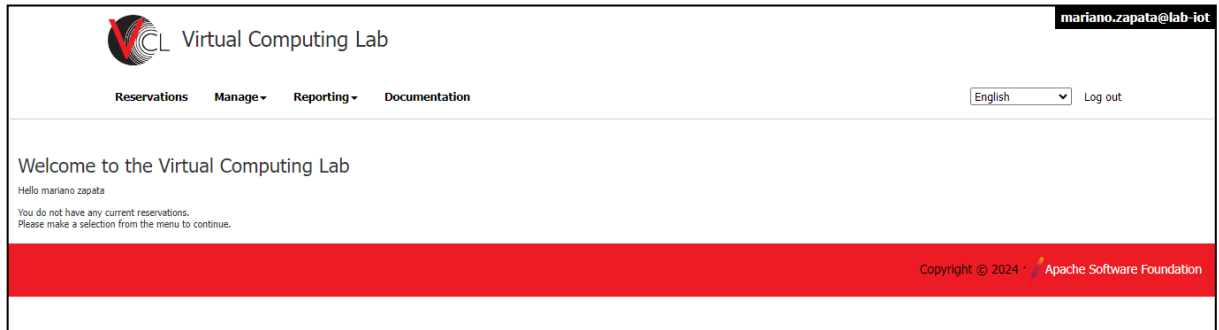 mariano.zapata@lab-iot
VCL Virtual Computing Lab
Reservations Manage Reporting Documentation English Log out
Welcome to the Virtual Computing Lab
Hello mariano zapata
You do not have any current reservations.
Please make a selection from the menu to continue.
Copyright © 2024 · Apache Software Foundation